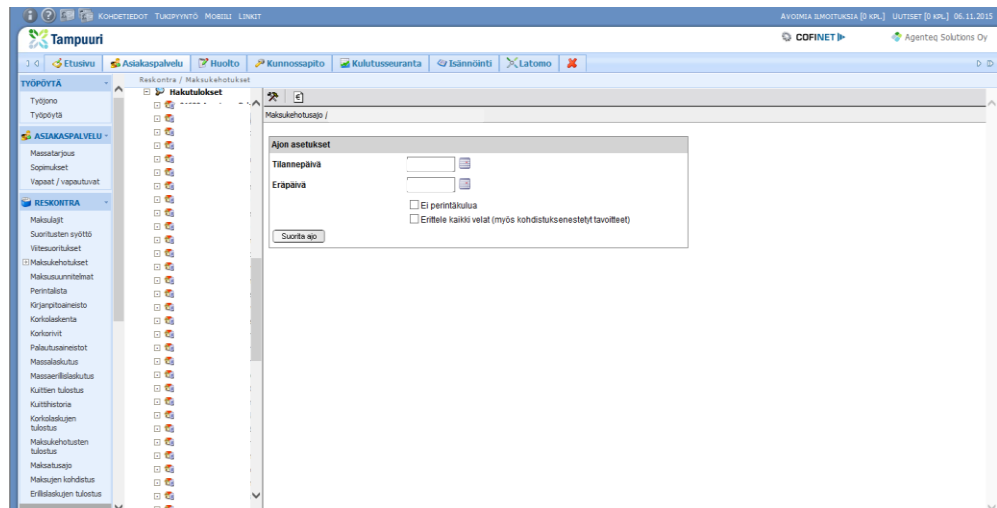 KOHDETIEDOT TUKIPYYNTÖ MOBIILI LINKIT
AVOIMIA ILMOITUKSIA [0 KPL.] UUTISET [0 KPL.] 06.11.2015
Tampuuri
COFINET
Agenteq Solutions Oy
Etusivu Asiakaspalvelu Huolto Kunnossapito Kulutusseuranta Isännöinti Latomo
TYÖPÖYTÄ
Työjono
Työpöytä
ASIAKASPALVELU
Massatarjous
Sopimukset
Vapaat / vapautuvat
RESKONTRA
Maksulajit
Suoritusten syöttö
Viitesuoritukset
Maksukehotukset
Maksusuunnitelmat
Perintälista
Kirjanpitoaineisto
Korkolaskenta
Korkorivit
Palautusaineistot
Massalaskutus
Massaerillislaskutus
Kuittien tulostus
Kuittihistoria
Korkolaskujen
tulostus
Maksukehotusten
tulostus
Maksatusajo
Maksujen kohdistus
Erillislaskujen tulostus
Reskontra / Maksukehotukset
Hakutulokset
Maksukehotusajo /
Ajon asetukset
Tilannepäivä
Eräpäivä
Ei perintäkulua
Erittele kaikki velat (myös kohdistuksenestetyt tavoitteet)
Suorita ajo